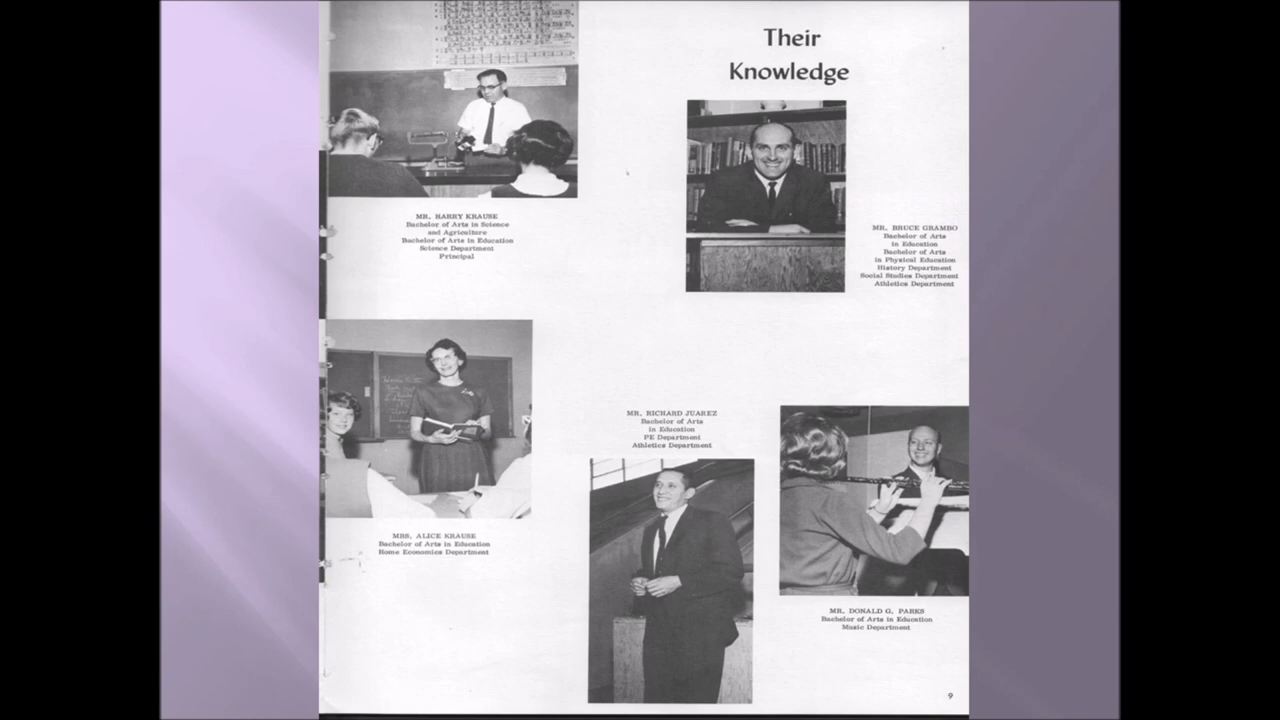 Their
Knowledge
MR. HARRY KRAUSE
Bachelor of Arts in Science
and Agriculture
Bachelor of Arts in Education
Science Department
Principal
MR. BRUCE GRAMBO
Bachelor of Arts
in Education
Bachelor of Arts
in Physical Education
History Department
Social Studies Department
Athletics Department
MRS. ALICE KRAUSE
Bachelor of Arts in Education
Home Economics Department
MR. RICHARD JUAREZ
Bachelor of Arts
in Education
PE Department
Athletics Department
MR. DONALD G. PARKS
Bachelor of Arts in Education
Music Department
9